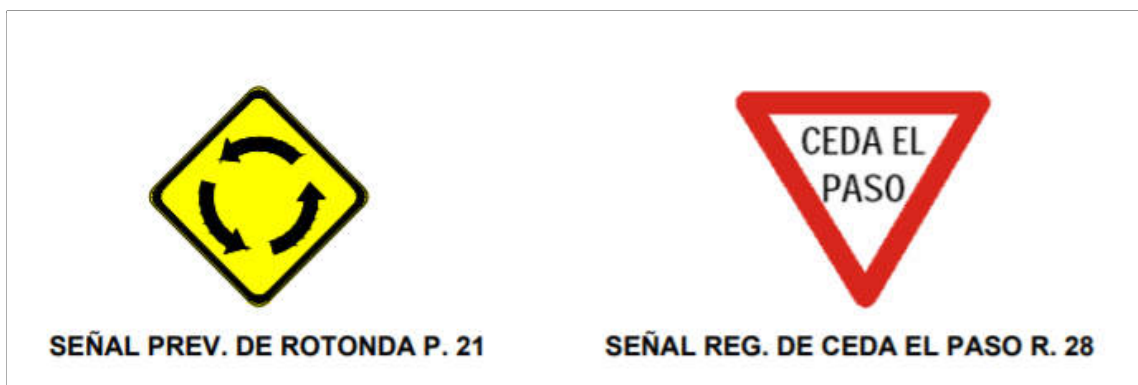 CEDA EL
PASO
SEÑAL PREV. DE ROTONDA P. 21
SEÑAL REG. DE CEDA EL PASO R. 28